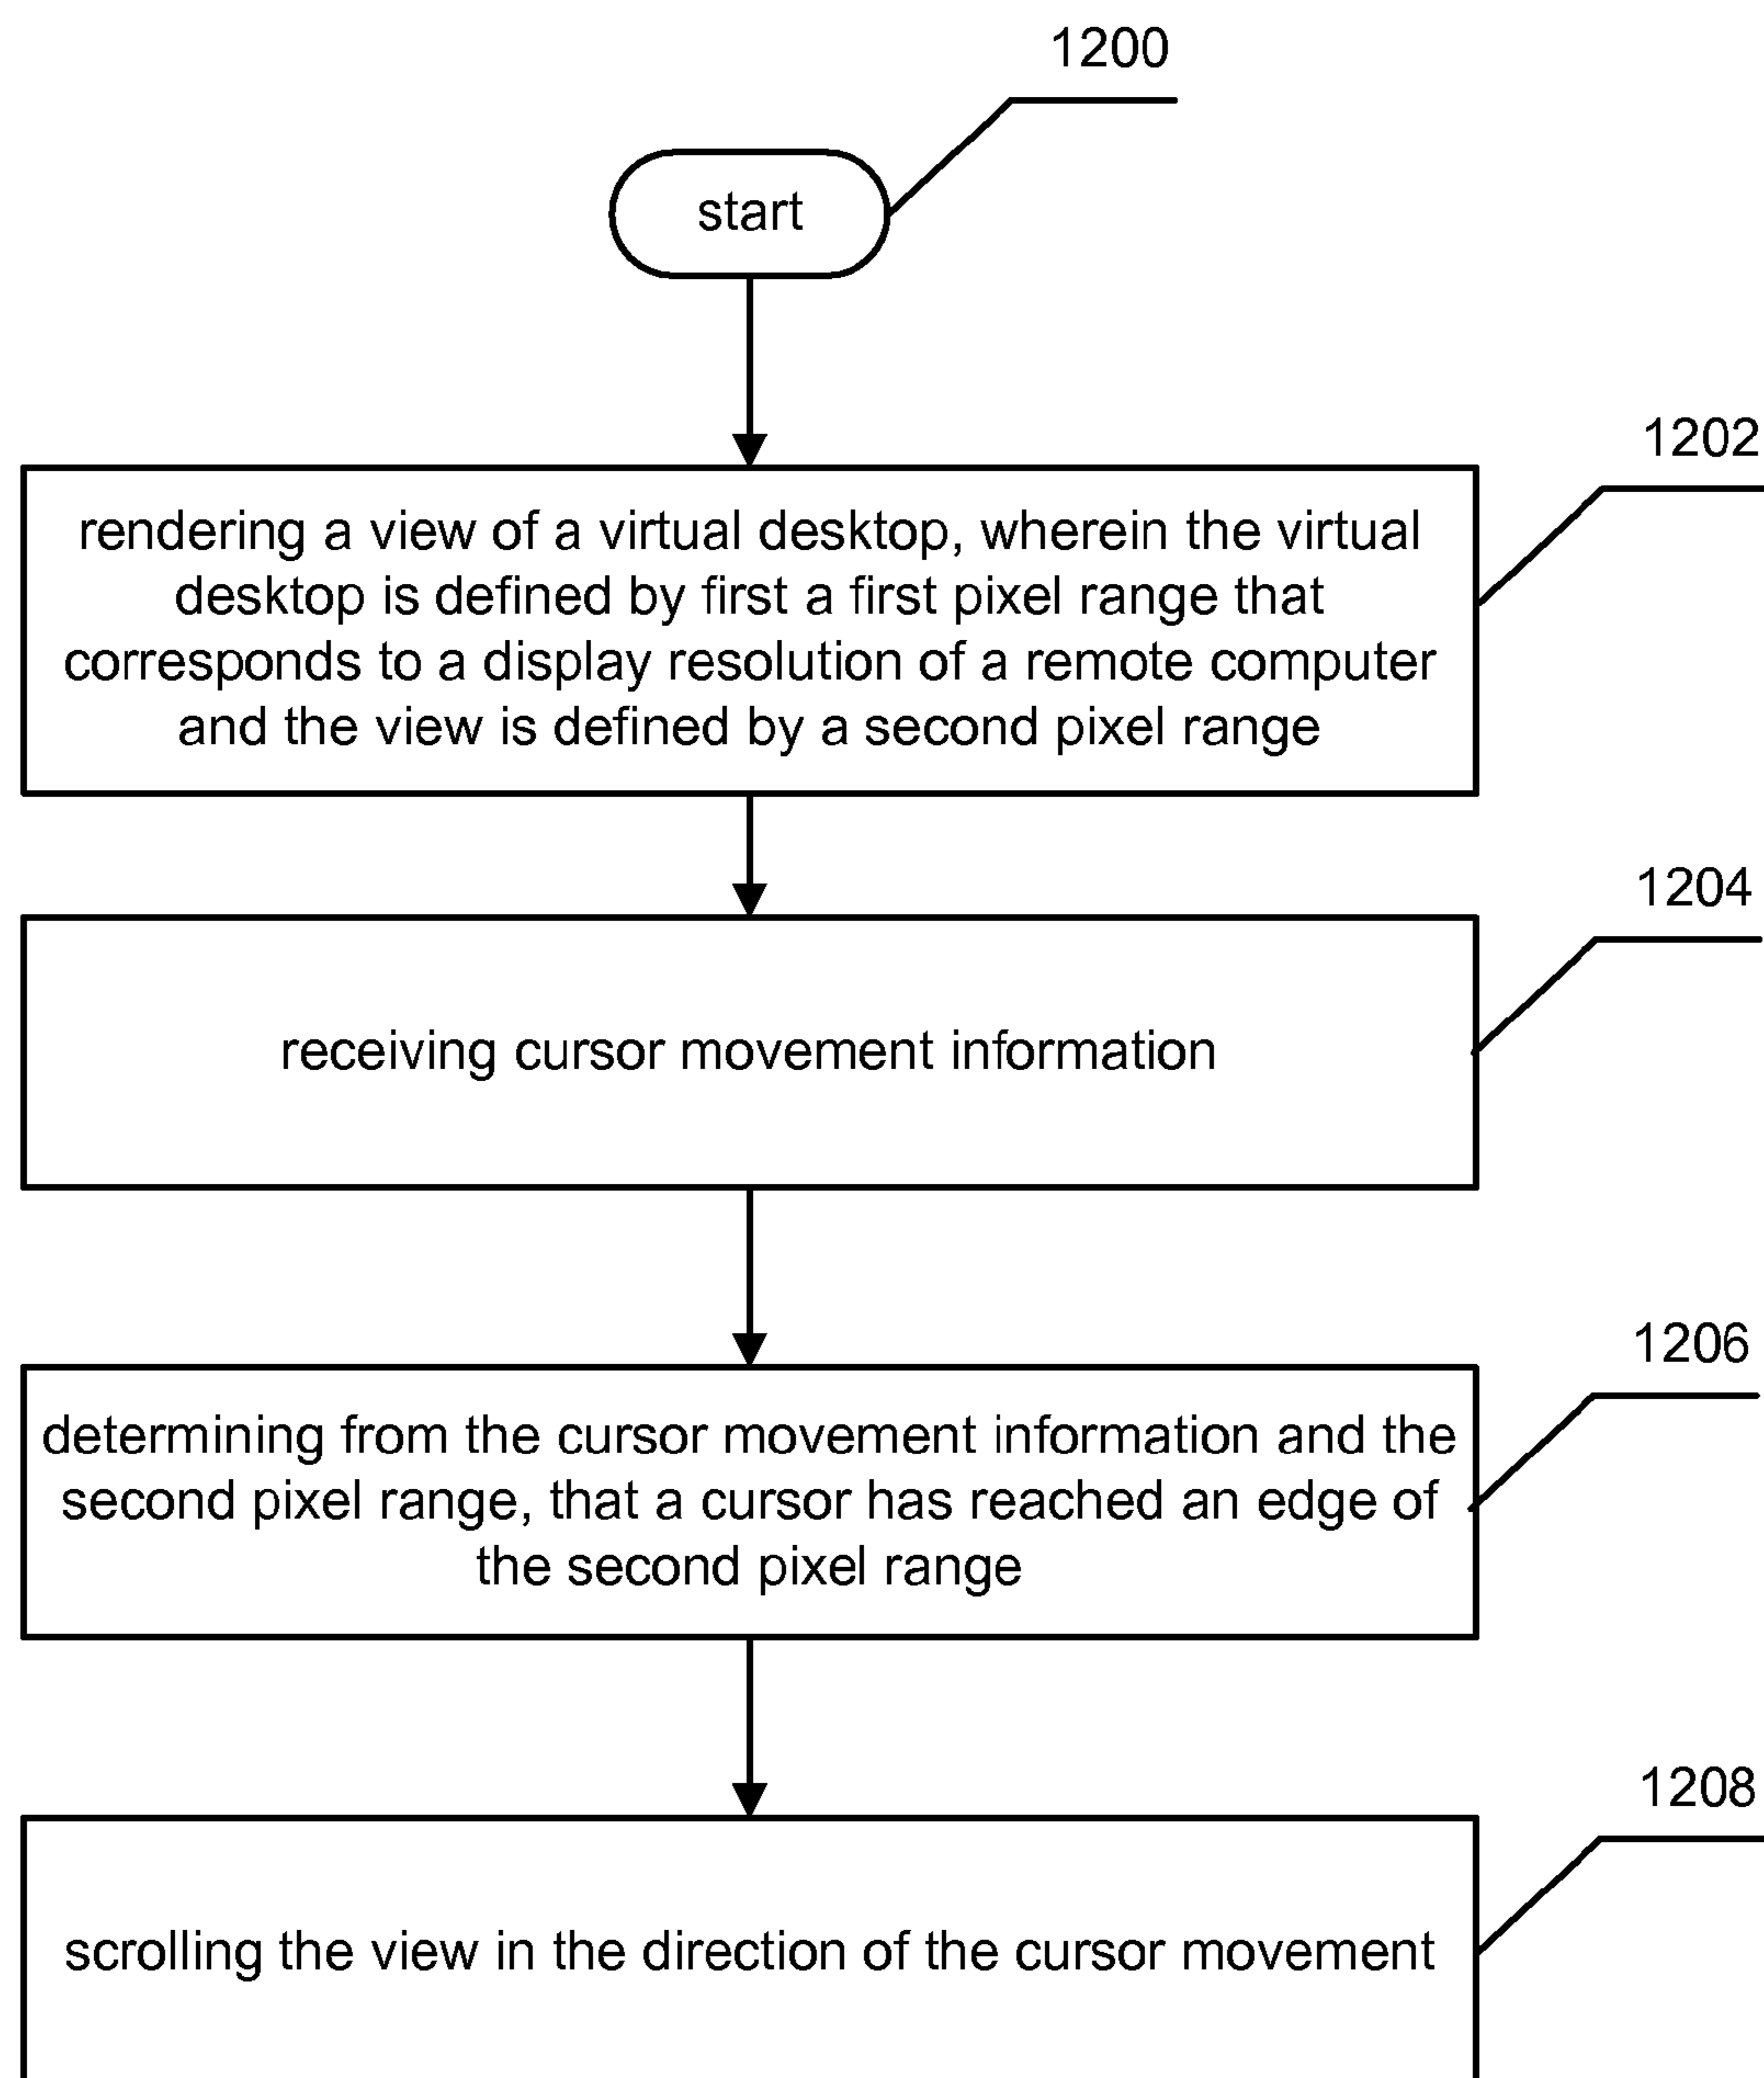 1200
start
1202
rendering a view of a virtual desktop, wherein the virtual
desktop is defined by first a first pixel range that
corresponds to a display resolution of a remote computer
and the view is defined by a second pixel range
1204
receiving cursor movement information
1206
determining from the cursor movement information and the
second pixel range, that a cursor has reached an edge of
the second pixel range
1208
scrolling the view in the direction of the cursor movement